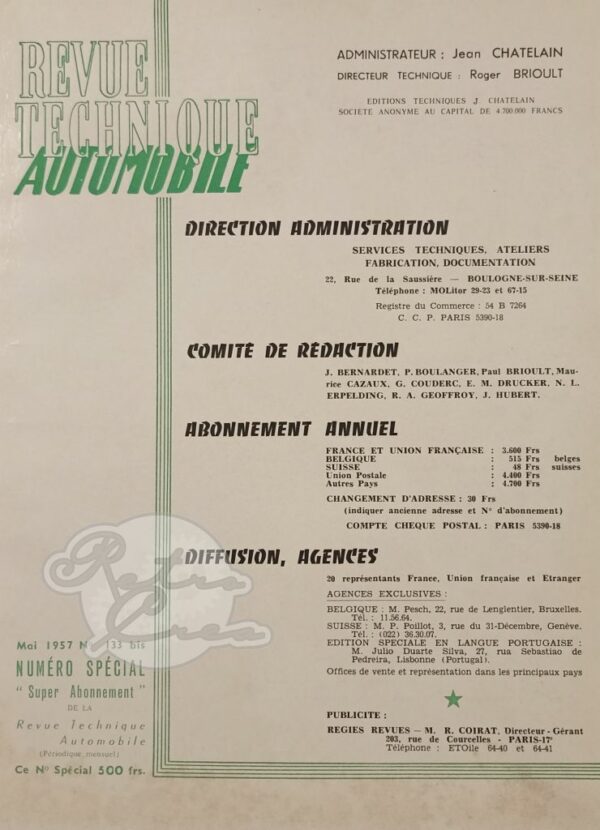 REVUE
TECHNIQUE
AUTOMOBILE
ADMINISTRATEUR : Jean CHATELAIN
DIRECTEUR TECHNIQUE : Roger BRIOULT
EDITIONS TECHNIQUES J. CHATELAIN
SOCIETE ANONYME AU CAPITAL DE 4.700.000 FRANCS
DIRECTION ADMINISTRATION
SERVICES TECHNIQUES, ATELIERS
FABRICATION, DOCUMENTATION
22, Rue de la Saussière — BOULOGNE-SUR-SEINE
Téléphone : MOLitor 29-23 et 67-15
Registre du Commerce : 54 B 7264
C. C. P. PARIS 5390-18
COMITÉ DE RÉDACTION
J. BERNARDET, P. BOULANGER, Paul BRIOULT, Mau-
rice CAZAUX, G. COUDERC, E. M. DRUCKER, N. L.
ERPELDING, R. A. GEOFFROY, J. HUBERT.
ABONNEMENT ANNUEL
FRANCE ET UNION FRANÇAISE : 3.600 Frs
BELGIQUE : 515 Frs belges
SUISSE : 48 Frs suisses
Union Postale : 4.400 Frs
Autres Pays : 4.700 Frs
CHANGEMENT D'ADRESSE : 30 Frs
(indiquer ancienne adresse et N° d'abonnement)
COMPTE CHEQUE POSTAL : PARIS 5390-18
DIFFUSION, AGENCES
20 représentants France, Union française et Etranger
AGENCES EXCLUSIVES :
BELGIQUE : M. Pesch, 22, rue de Lenglentier, Bruxelles.
Tél. : 11.56.64.
SUISSE : M. P. Poillot, 3, rue du 31-Décembre, Genève.
Tél. : (022) 36.30.07.
EDITION SPECIALE EN LANGUE PORTUGAISE :
M. Julio Duarte Silva, 27, rua Sebastiao de
Pedreira, Lisbonne (Portugal).
Offices de vente et représentation dans les principaux pays
PUBLICITE :
REGIES REVUES — M. R. COIRAT, Directeur - Gérant
203, rue de Courcelles - PARIS-17e
Téléphone : ETOile 64-40 et 64-41
Retro
Crea
Mai 1957 N° 133 bis
NUMÉRO SPÉCIAL
" Super Abonnement "
DE LA
Revue Technique
Automobile
(Périodique mensuel)
Ce N° Spécial 500 frs.